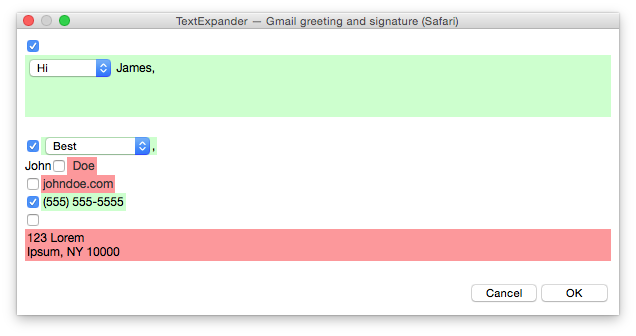 TextExpander — Gmail greeting and signature (Safari)
Hi James,
Best ,
John Doe
johndoe.com
(555) 555-5555
123 Lorem
Ipsum, NY 10000
Cancel OK